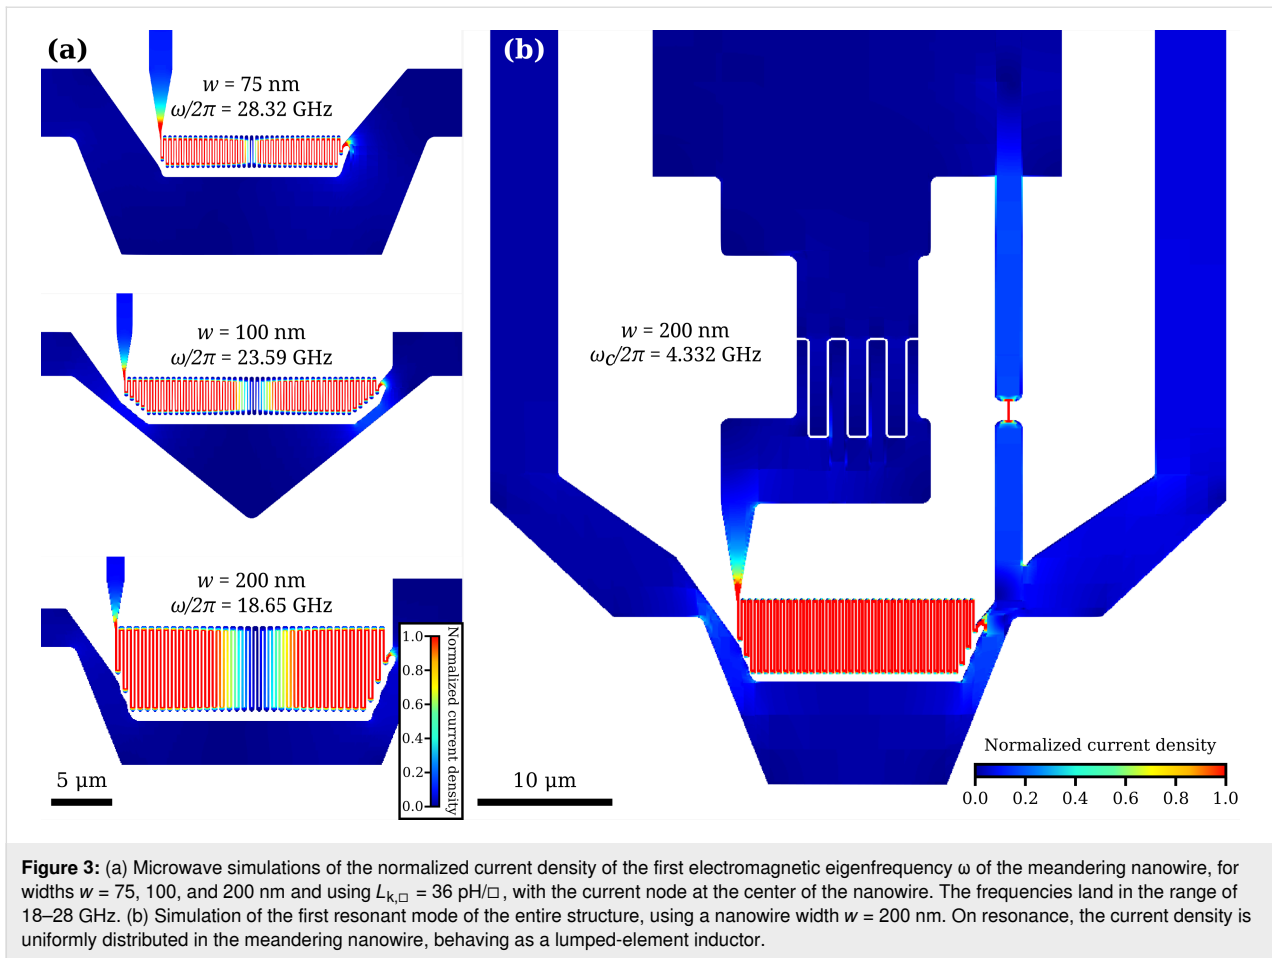 (a)
w = 75 nm
ω/2π = 28.32 GHz
w = 100 nm
ω/2π = 23.59 GHz
w = 200 nm
ω/2π = 18.65 GHz
5 μm
1.0
0.8
0.6
0.4
0.2
0.0
Normalized current density
(b)
w = 200 nm
ωC/2π = 4.332 GHz
10 μm
Normalized current density
0.0 0.2 0.4 0.6 0.8 1.0
Figure 3: (a) Microwave simulations of the normalized current density of the first electromagnetic eigenfrequency ω of the meandering nanowire, for
widths w = 75, 100, and 200 nm and using Lk,□ = 36 pH/□, with the current node at the center of the nanowire. The frequencies land in the range of
18–28 GHz. (b) Simulation of the first resonant mode of the entire structure, using a nanowire width w = 200 nm. On resonance, the current density is
uniformly distributed in the meandering nanowire, behaving as a lumped-element inductor.